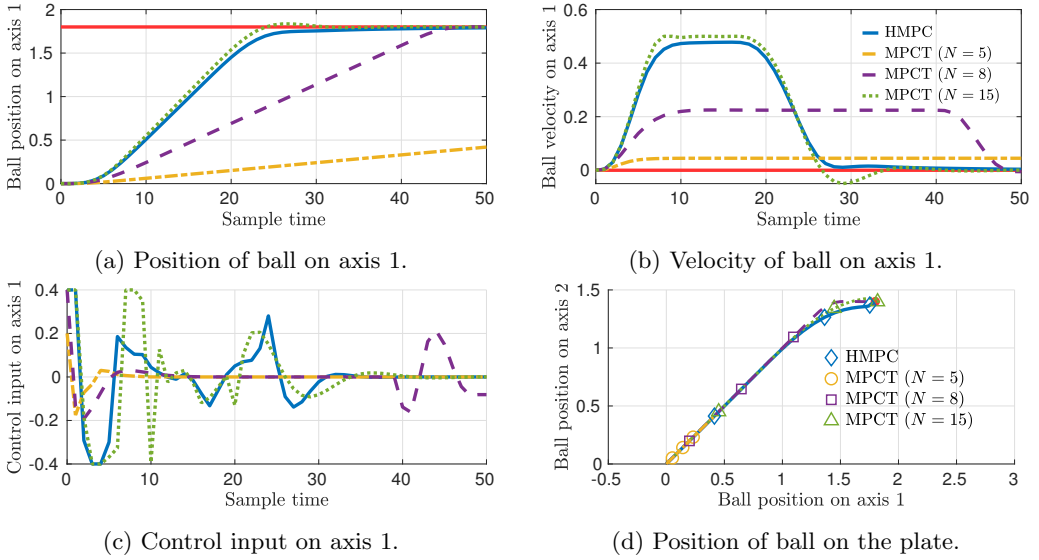 Ball position on axis 1
2
1.5
1
0.5
0
0 10 20 30 40 50
Sample time
(a) Position of ball on axis 1.
Ball velocity on axis 1
0.6
0.4
0.2
0
0 10 20 30 40 50
Sample time
HMPC
MPCT (N = 5)
MPCT (N = 8)
MPCT (N = 15)
(b) Velocity of ball on axis 1.
Control input on axis 1
0.4
0.2
0
-0.2
-0.4
0 10 20 30 40 50
Sample time
(c) Control input on axis 1.
Ball position on axis 2
1.5
1
0.5
0
-0.5 0 0.5 1 1.5 2 2.5 3
Ball position on axis 1
HMPC
MPCT (N = 5)
MPCT (N = 8)
MPCT (N = 15)
(d) Position of ball on the plate.